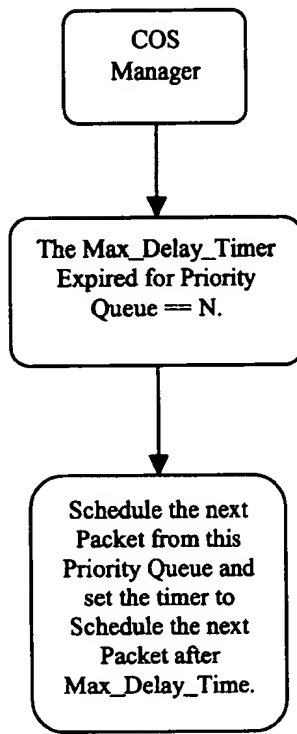 COS
Manager
The Max_Delay_Timer
Expired for Priority
Queue == N.
Schedule the next
Packet from this
Priority Queue and
set the timer to
Schedule the next
Packet after
Max_Delay_Time.